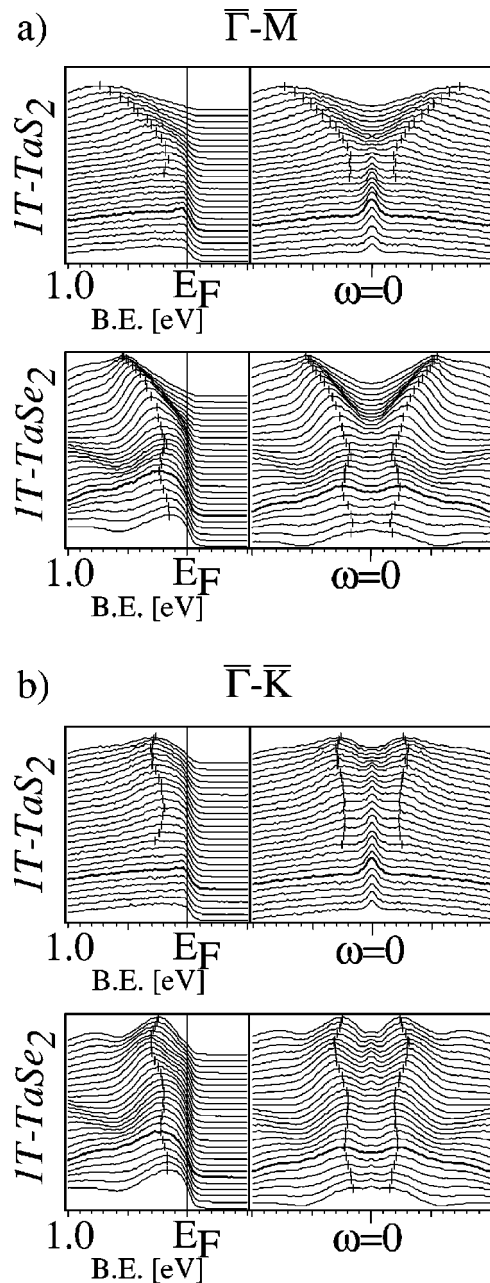 a) Γ̅-M̅
1T-TaS2
1.0 EF ω=0
B.E. [eV]
1T-TaSe2
1.0 EF ω=0
B.E. [eV]
b) Γ̅-K̅
1T-TaS2
1.0 EF ω=0
B.E. [eV]
1T-TaSe2
1.0 EF ω=0
B.E. [eV]